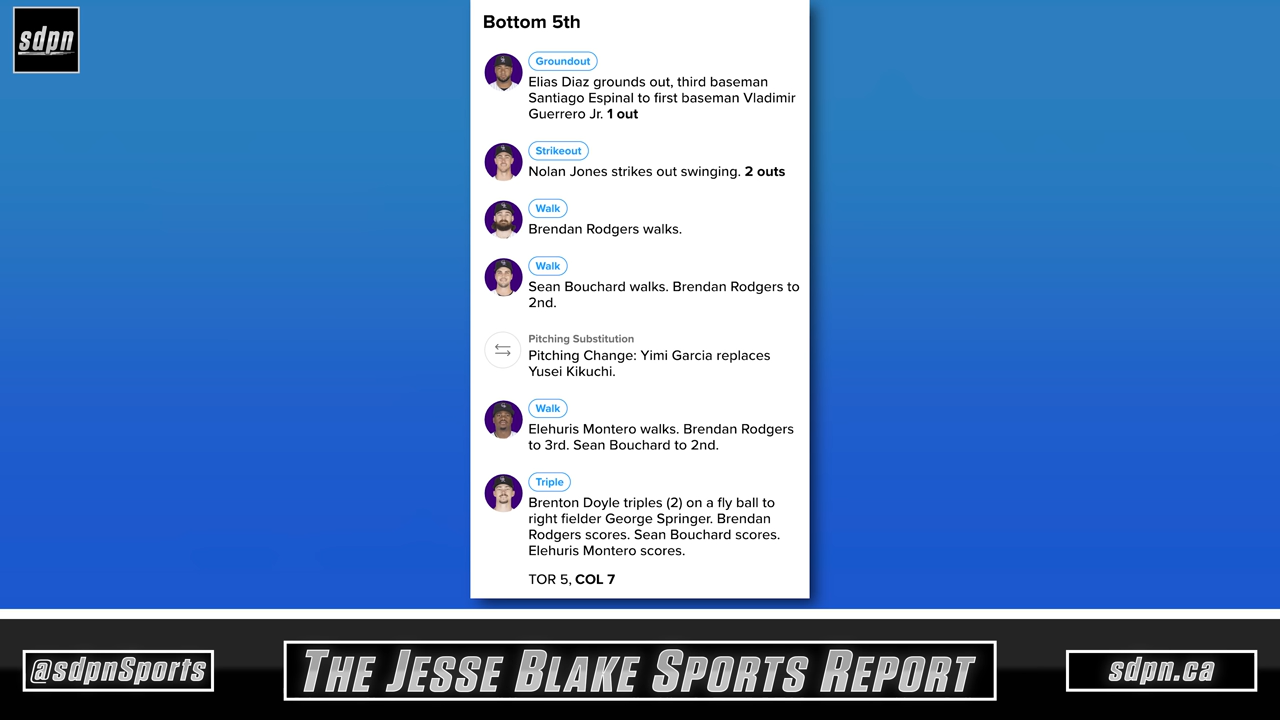 sdpn
Bottom 5th
Groundout
Elias Diaz grounds out, third baseman
Santiago Espinal to first baseman Vladimir
Guerrero Jr. 1 out
Strikeout
Nolan Jones strikes out swinging. 2 outs
Walk
Brendan Rodgers walks.
Walk
Sean Bouchard walks. Brendan Rodgers to
2nd.
Pitching Substitution
Pitching Change: Yimi Garcia replaces
Yusei Kikuchi.
Walk
Elehuris Montero walks. Brendan Rodgers
to 3rd. Sean Bouchard to 2nd.
Triple
Brenton Doyle triples (2) on a fly ball to
right fielder George Springer. Brendan
Rodgers scores. Sean Bouchard scores.
Elehuris Montero scores.
TOR 5, COL 7
@sdpnSports
THE JESSE BLAKE SPORTS REPORT
sdpn.ca